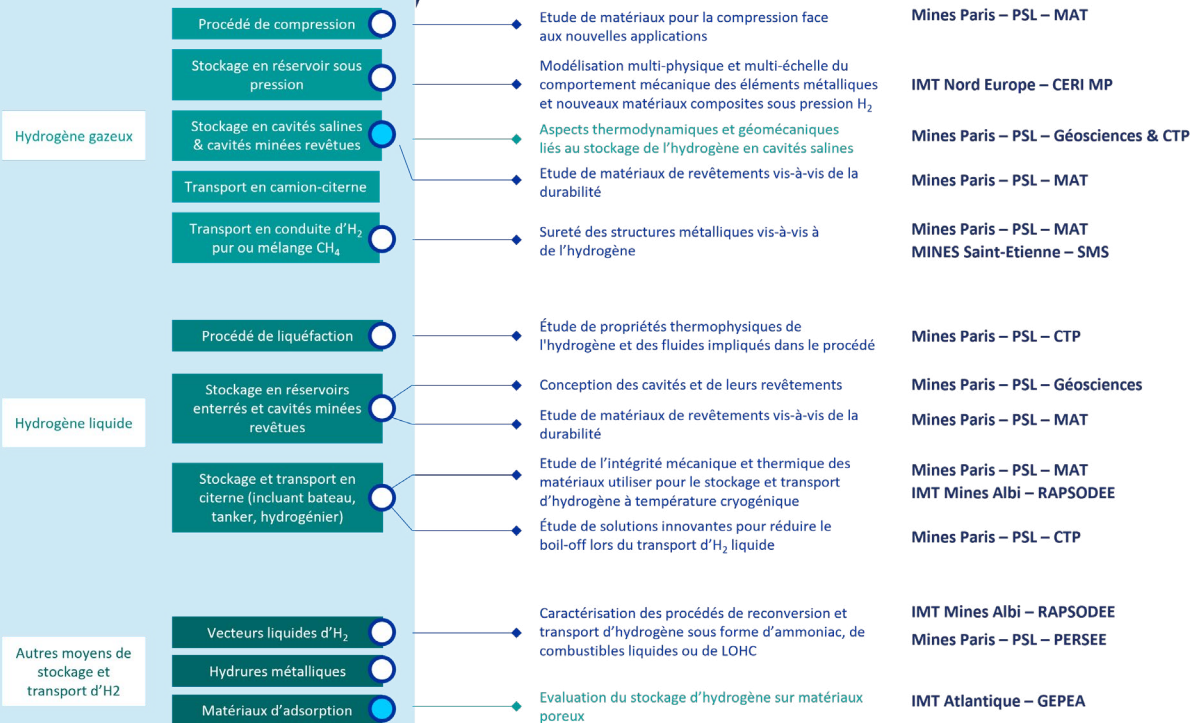 Procédé de compression
Etude de matériaux pour la compression face
aux nouvelles applications
Mines Paris – PSL – MAT
Hydrogène gazeux
Stockage en réservoir sous
pression
Modélisation multi-physique et multi-échelle du
comportement mécanique des éléments métalliques
et nouveaux matériaux composites sous pression H₂
IMT Nord Europe – CERI MP
Stockage en cavités salines
& cavités minées revêtues
Aspects thermodynamiques et géomécaniques
liés au stockage de l’hydrogène en cavités salines
Mines Paris – PSL – Géosciences & CTP
Etude de matériaux de revêtements vis-à-vis de la
durabilité
Mines Paris – PSL – MAT
Transport en camion-citerne
Transport en conduite d’H₂
pur ou mélange CH₄
Sureté des structures métalliques vis-à-vis à
de l’hydrogène
Mines Paris – PSL – MAT
MINES Saint-Etienne – SMS
Hydrogène liquide
Procédé de liquéfaction
Étude de propriétés thermophysiques de
l'hydrogène et des fluides impliqués dans le procédé
Mines Paris – PSL – CTP
Stockage en réservoirs
enterrés et cavités minées
revêtues
Conception des cavités et de leurs revêtements
Mines Paris – PSL – Géosciences
Etude de matériaux de revêtements vis-à-vis de la
durabilité
Mines Paris – PSL – MAT
Stockage et transport en
citerne (incluant bateau,
tanker, hydrogénier)
Etude de l’intégrité mécanique et thermique des
matériaux utiliser pour le stockage et transport
d’hydrogène à température cryogénique
Mines Paris – PSL – MAT
IMT Mines Albi – RAPSODEE
Étude de solutions innovantes pour réduire le
boil-off lors du transport d’H₂ liquide
Mines Paris – PSL – CTP
Autres moyens de
stockage et
transport d’H2
Vecteurs liquides d’H₂
Caractérisation des procédés de reconversion et
transport d’hydrogène sous forme d’ammoniac, de
combustibles liquides ou de LOHC
IMT Mines Albi – RAPSODEE
Mines Paris – PSL – PERSEE
Hydrures métalliques
Matériaux d’adsorption
Evaluation du stockage d’hydrogène sur matériaux
poreux
IMT Atlantique – GEPEA